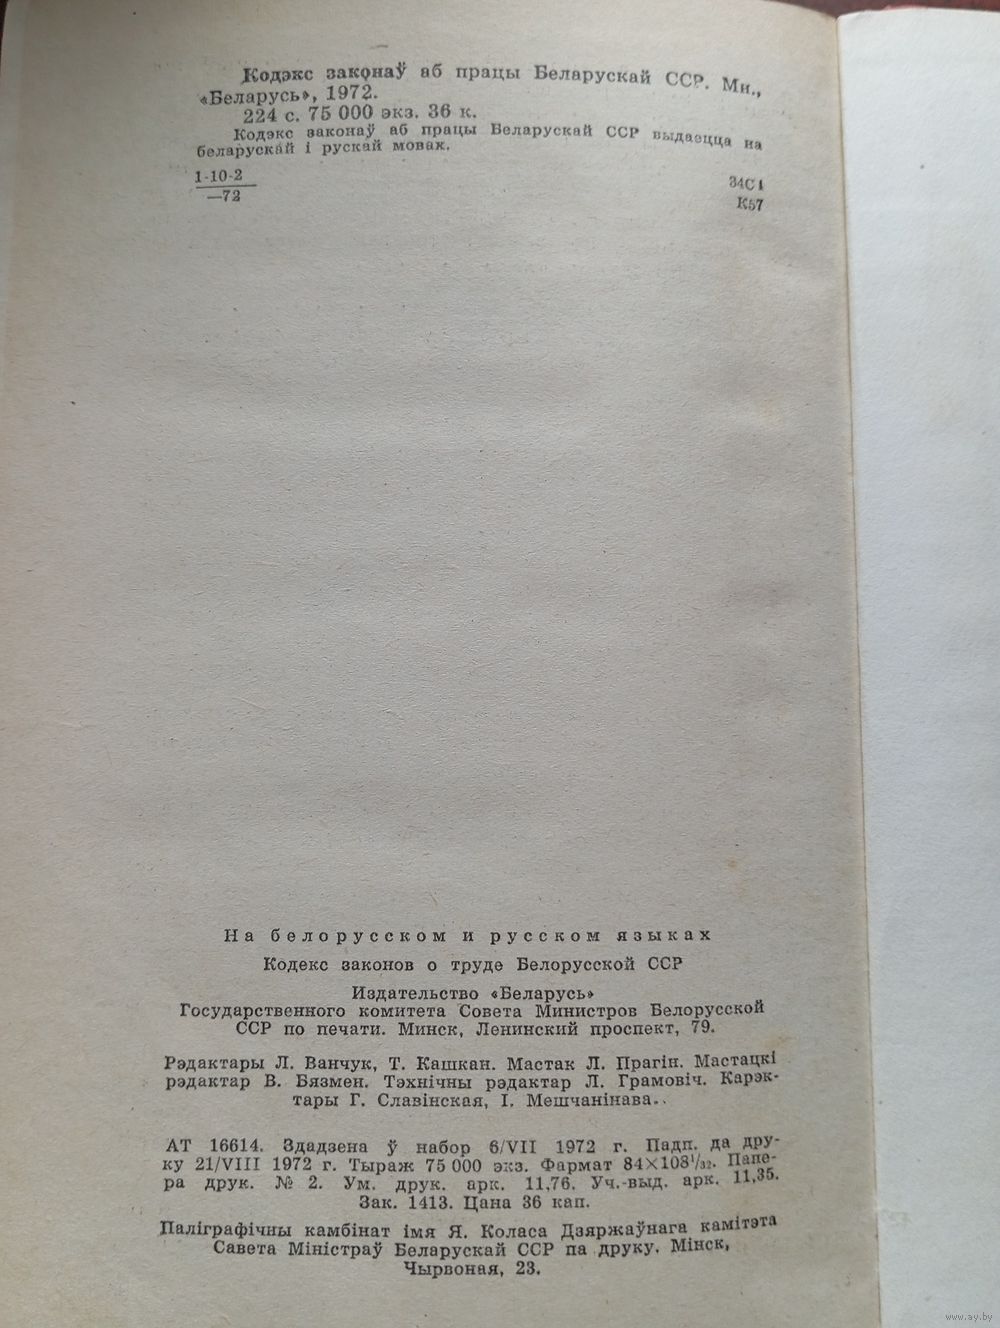 Кодэкс законаў аб працы Беларускай ССР. Мн.,
«Беларусь», 1972.
224 с. 75 000 экз. 36 к.
Кодэкс законаў аб працы Беларускай ССР выдаецца на
беларускай і рускай мовах.
1-10-2
—72
34С1
К57
На белорусском и русском языках
Кодекс законов о труде Белорусской ССР
Издательство «Беларусь»
Государственного комитета Совета Министров Белорусской
ССР по печати. Минск, Ленинский проспект, 79.
Рэдактары Л. Ванчук, Т. Кашкан. Мастак Л. Прагін. Мастацкі
рэдактар В. Вязмен. Тэхнічны рэдактар Л. Грамовіч. Карэк-
тары Г. Славінская, І. Мешчанінава.
АТ 16614. Здадзена ў набор 6/VII 1972 г. Падп. да дру-
ку 21/VIII 1972 г. Тыраж 75 000 экз. Фармат 84×108¹/₃₂. Папе-
ра друк. № 2. Ум. друк. арк. 11,76. Уч.-выд. арк. 11,35.
Зак. 1413. Цана 36 кап.
Паліграфічны камбінат імя Я. Коласа Дзяржаўнага камітэта
Савета Міністраў Беларускай ССР па друку. Мінск,
Чырвоная, 23.
www.ay.by